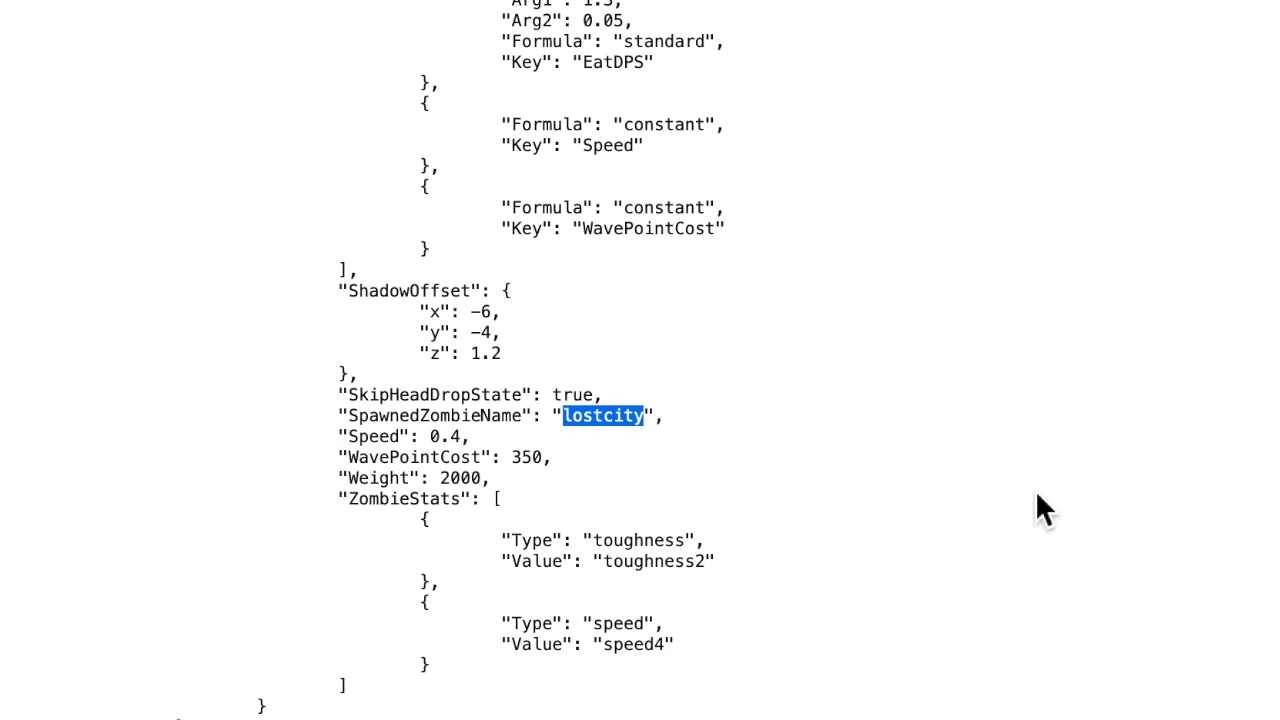 "Arg2": 0.05,
"Formula": "standard",
"Key": "EatDPS"
},
{
"Formula": "constant",
"Key": "Speed"
},
{
"Formula": "constant",
"Key": "WavePointCost"
}
],
"ShadowOffset": {
"x": -6,
"y": -4,
"z": 1.2
},
"SkipHeadDropState": true,
"SpawnedZombieName": "lostcity",
"Speed": 0.4,
"WavePointCost": 350,
"Weight": 2000,
"ZombieStats": [
{
"Type": "toughness",
"Value": "toughness2"
},
{
"Type": "speed",
"Value": "speed4"
}
]
}